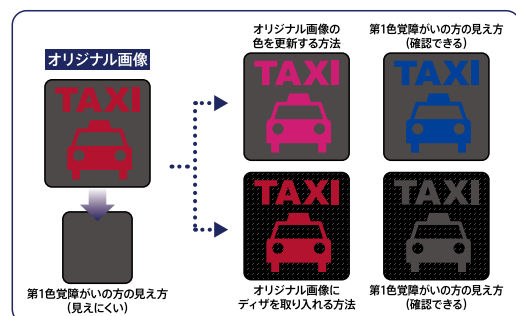 オリジナル画像
TAXI
第1色覚障がいの方の見え方
(見えにくい)
オリジナル画像の
色を更新する方法
TAXI
第1色覚障がいの方の見え方
(確認できる)
TAXI
TAXI
オリジナル画像に
ディザを取り入れる方法
TAXI
第1色覚障がいの方の見え方
(確認できる)